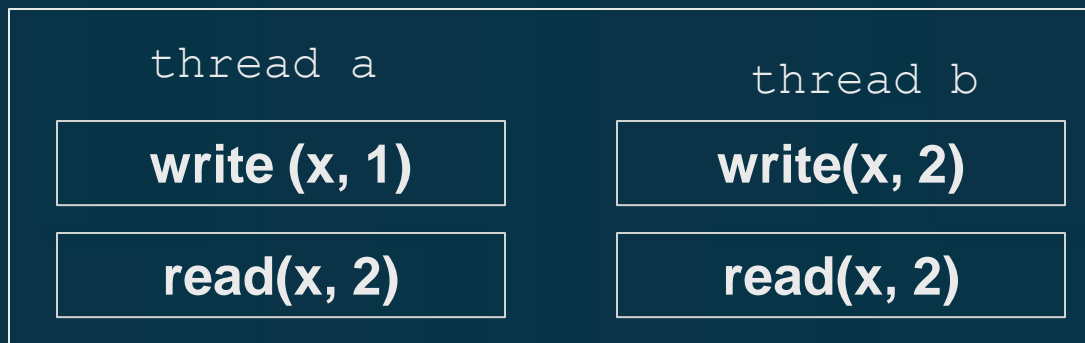 thread a
thread b
write (x, 1)
write(x, 2)
read(x, 2)
read(x, 2)